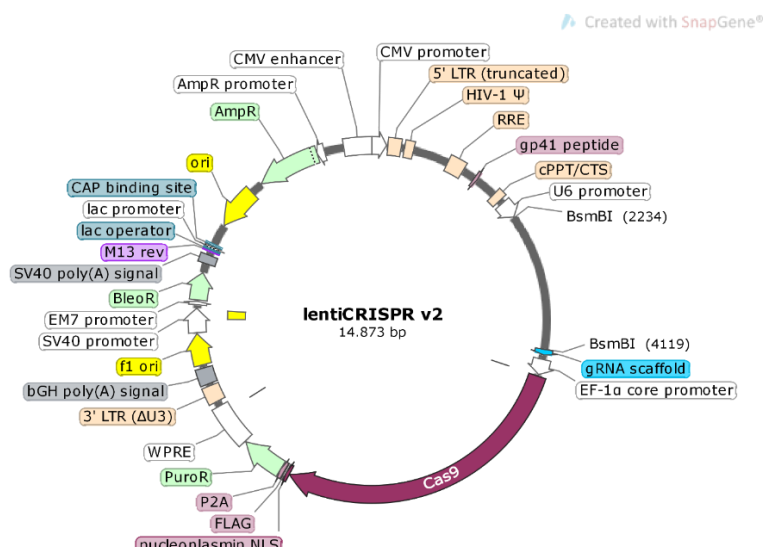 Created with SnapGene®
CMV enhancer
CMV promoter
AmpR promoter
5' LTR (truncated)
AmpR
HIV-1 Ψ
RRE
gp41 peptide
ori
cPPT/CTS
CAP binding site
U6 promoter
lac promoter
BsmBI (2234)
lac operator
M13 rev
SV40 poly(A) signal
BleoR
lentiCRISPR v2
EM7 promoter
14.873 bp
SV40 promoter
BsmBI (4119)
f1 ori
gRNA scaffold
bGH poly(A) signal
EF-1α core promoter
3' LTR (ΔU3)
WPRE
Cas9
PuroR
P2A
FLAG
nucleoplasmin NLS